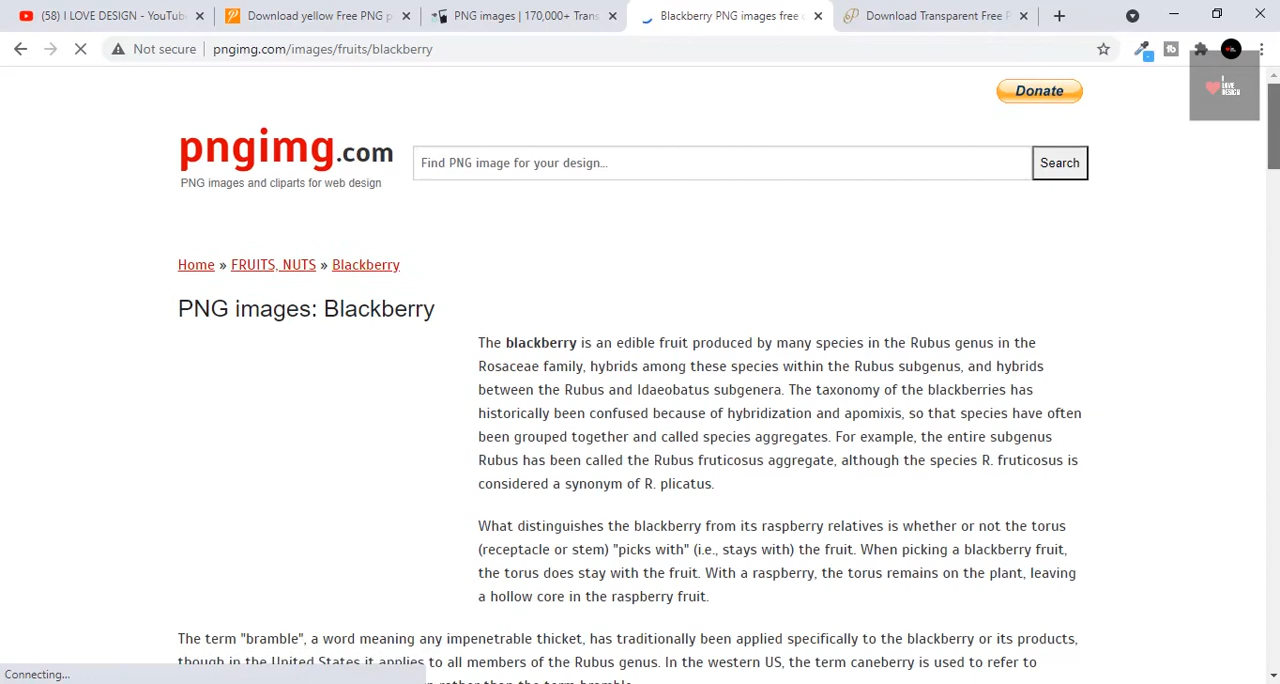 (58) I LOVE DESIGN - YouTub
Download yellow Free PNG p
PNG images | 170,000+ Trans
Blackberry PNG images free
Download Transparent Free P
Not secure
pngimg.com/images/fruits/blackberry
Donate
I LOVE DESIGN
pngimg.com
Find PNG image for your design...
Search
PNG images and cliparts for web design
Home » FRUITS, NUTS » Blackberry
PNG images: Blackberry
The blackberry is an edible fruit produced by many species in the Rubus genus in the
Rosaceae family, hybrids among these species within the Rubus subgenus, and hybrids
between the Rubus and Idaeobatus subgenera. The taxonomy of the blackberries has
historically been confused because of hybridization and apomixis, so that species have often
been grouped together and called species aggregates. For example, the entire subgenus
Rubus has been called the Rubus fruticosus aggregate, although the species R. fruticosus is
considered a synonym of R. plicatus.
What distinguishes the blackberry from its raspberry relatives is whether or not the torus
(receptacle or stem) "picks with" (i.e., stays with) the fruit. When picking a blackberry fruit,
the torus does stay with the fruit. With a raspberry, the torus remains on the plant, leaving
a hollow core in the raspberry fruit.
The term "bramble", a word meaning any impenetrable thicket, has traditionally been applied specifically to the blackberry or its products,
though in the United States it applies to all members of the Rubus genus. In the western US, the term caneberry is used to refer to
rather than the term bramble.
Connecting...